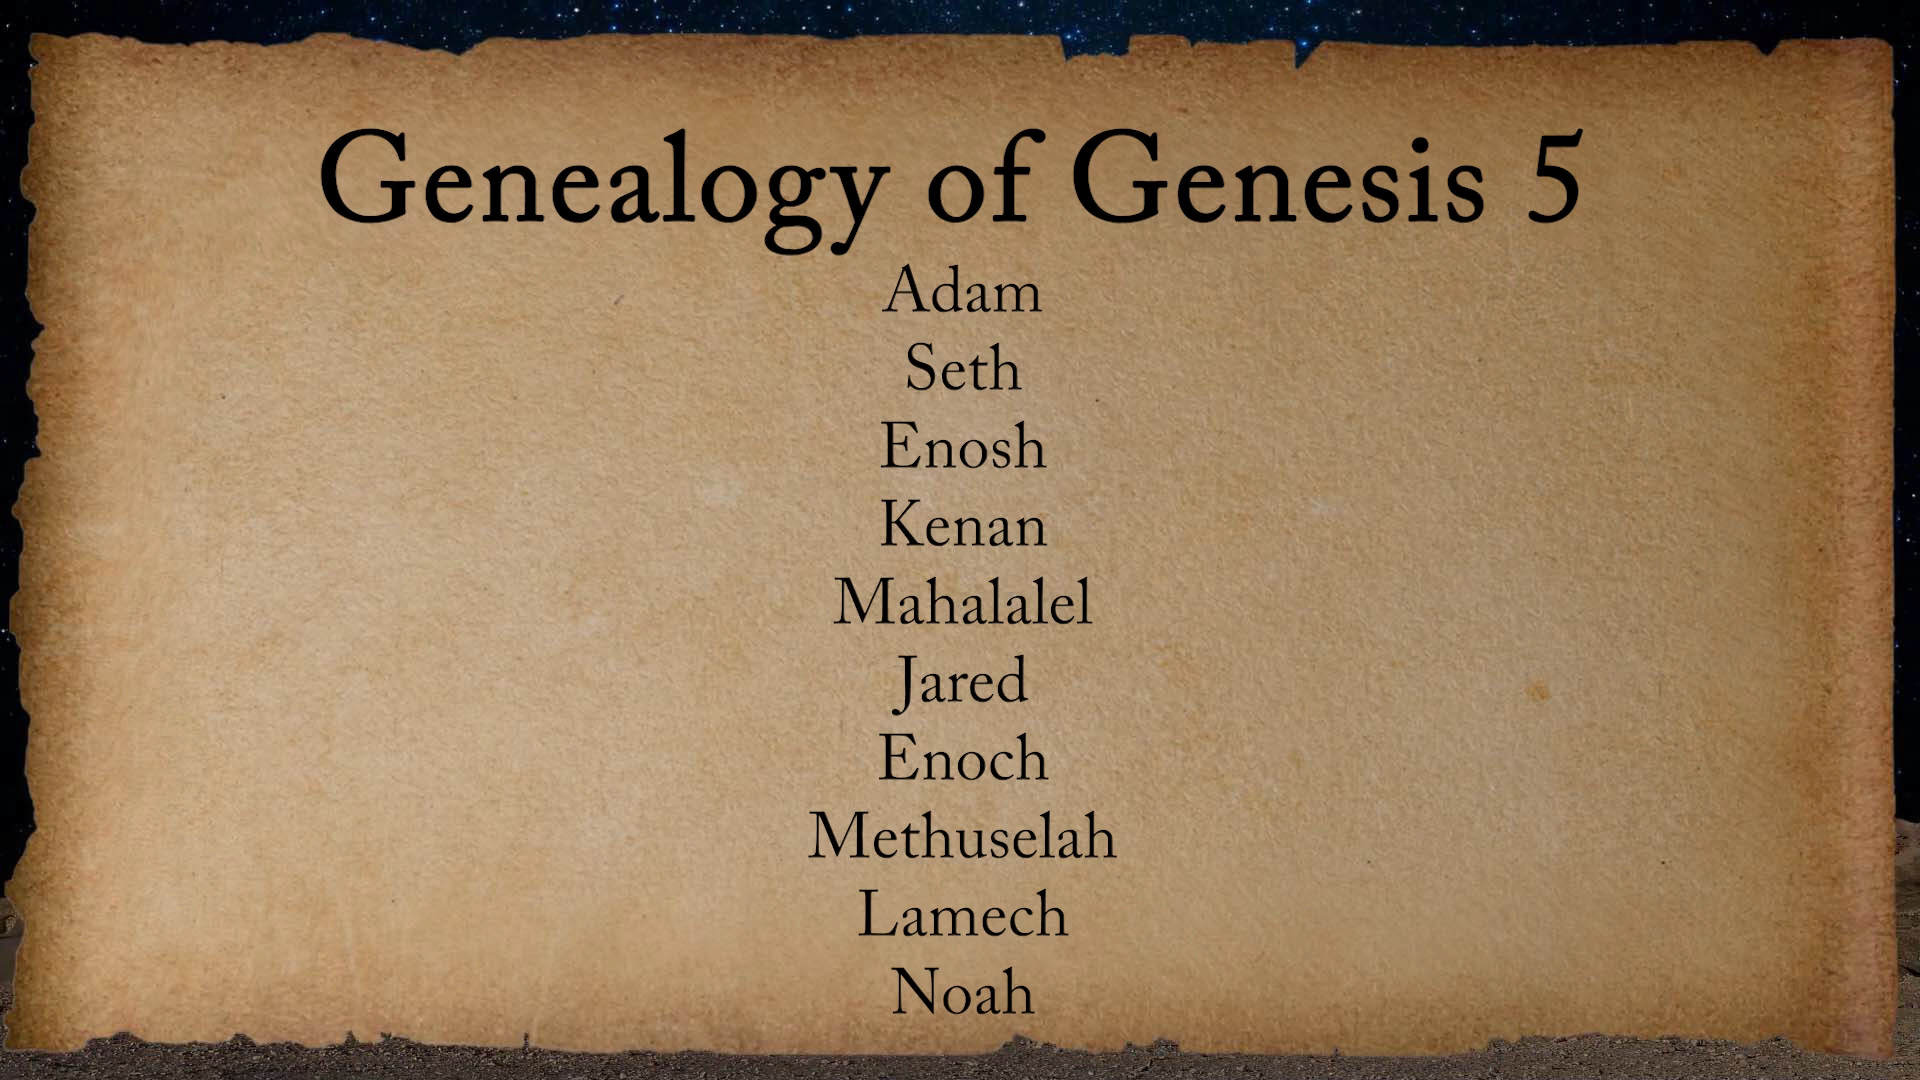 Genealogy of Genesis 5
Adam
Seth
Enosh
Kenan
Mahalalel
Jared
Enoch
Methuselah
Lamech
Noah